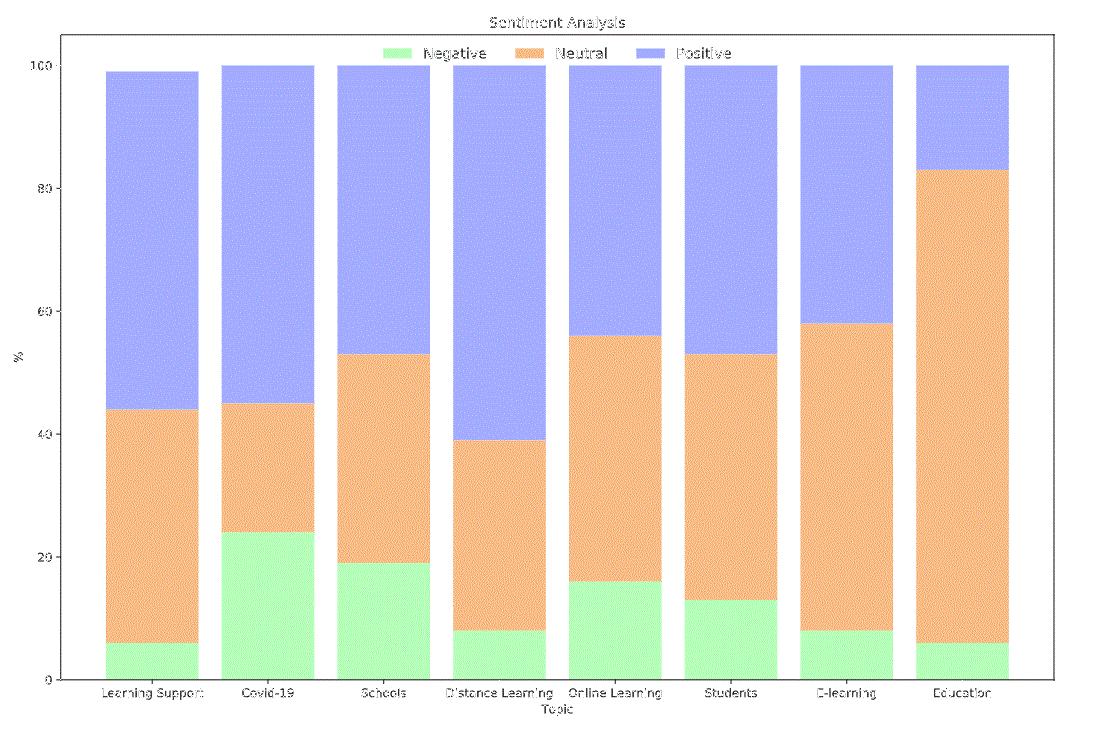 Sentiment Analysis
Negative Neutral Positive
100
80
60
40
20
0
%
Learning Support Covid-19 Schools Distance Learning Online Learning Students E-learning Education
Topic